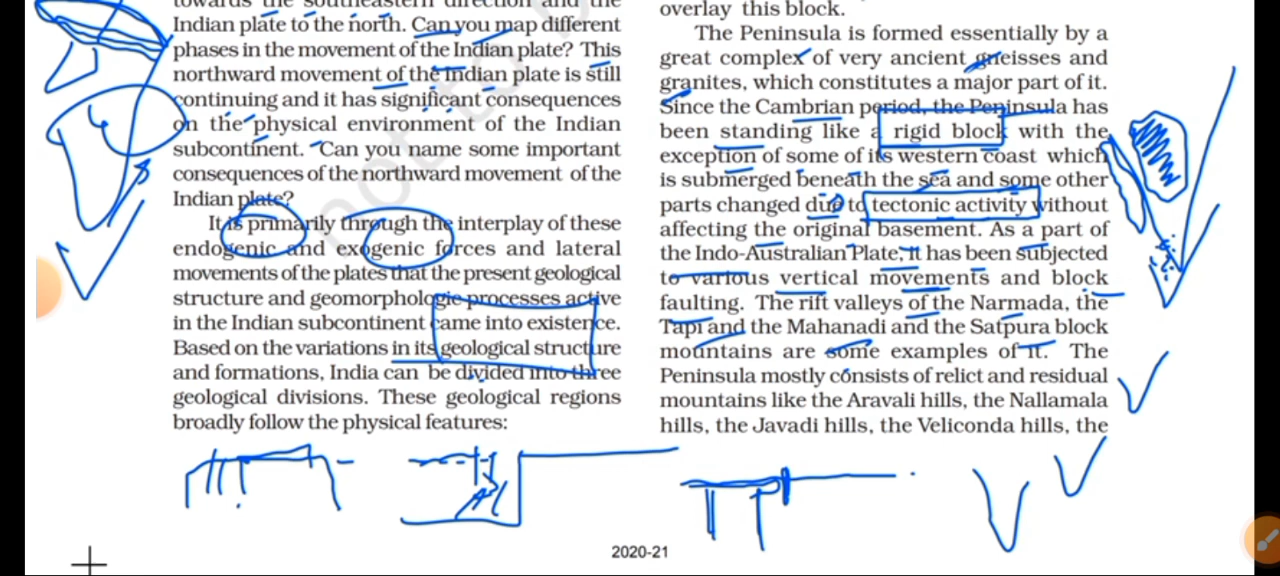 towards the southeastern direction and the
Indian plate to the north. Can you map different
phases in the movement of the Indian plate? This
northward movement of the Indian plate is still
continuing and it has significant consequences
on the physical environment of the Indian
subcontinent. Can you name some important
consequences of the northward movement of the
Indian plate?
It is primarily through the interplay of these
endogenic and exogenic forces and lateral
movements of the plates that the present geological
structure and geomorphologic processes active
in the Indian subcontinent came into existence.
Based on the variations in its geological structure
and formations, India can be divided into three
geological divisions. These geological regions
broadly follow the physical features:
overlay this block.
The Peninsula is formed essentially by a
great complex of very ancient gneisses and
granites, which constitutes a major part of it.
Since the Cambrian period, the Peninsula has
been standing like a rigid block with the
exception of some of its western coast which
is submerged beneath the sea and some other
parts changed due to tectonic activity without
affecting the original basement. As a part of
the Indo-Australian Plate, it has been subjected
to various vertical movements and block
faulting. The rift valleys of the Narmada, the
Tapi and the Mahanadi and the Satpura block
mountains are some examples of it. The
Peninsula mostly consists of relict and residual
mountains like the Aravali hills, the Nallamala
hills, the Javadi hills, the Veliconda hills, the
not to b
2020-21